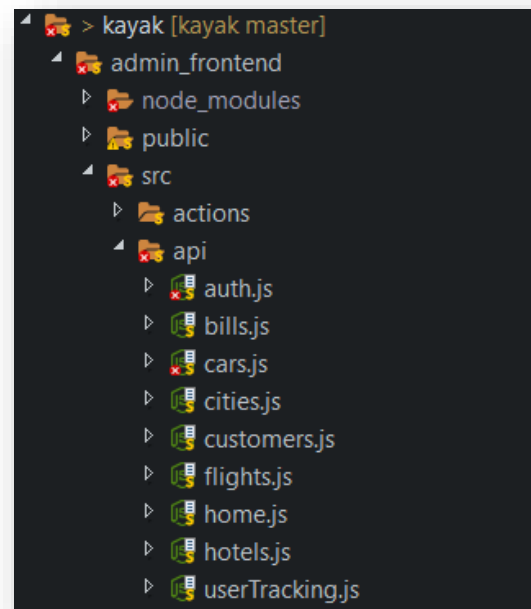 > kayak [kayak master]
admin_frontend
node_modules
public
src
actions
api
auth.js
bills.js
cars.js
cities.js
customers.js
flights.js
home.js
hotels.js
userTracking.js